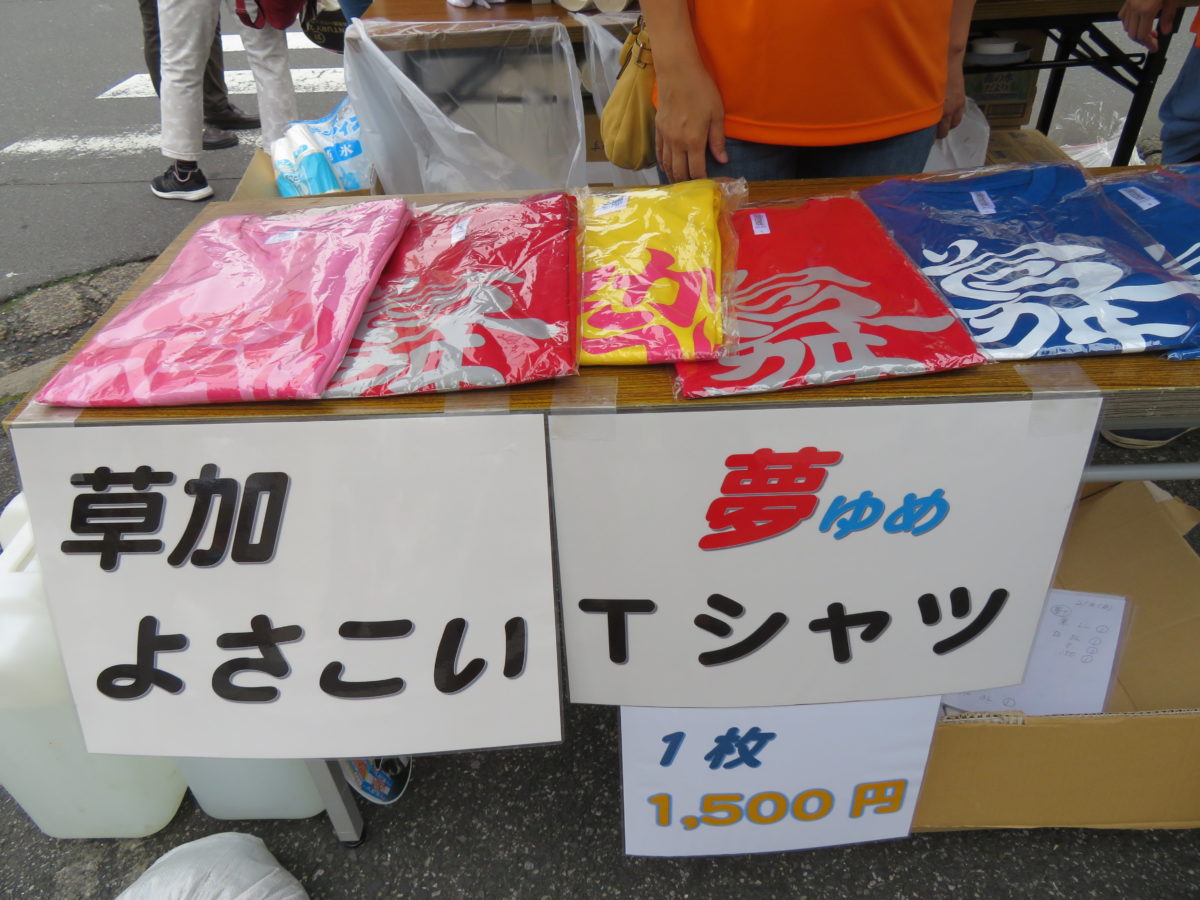 草加
よさこい
夢ゆめ
Tシャツ
1枚
1,500円